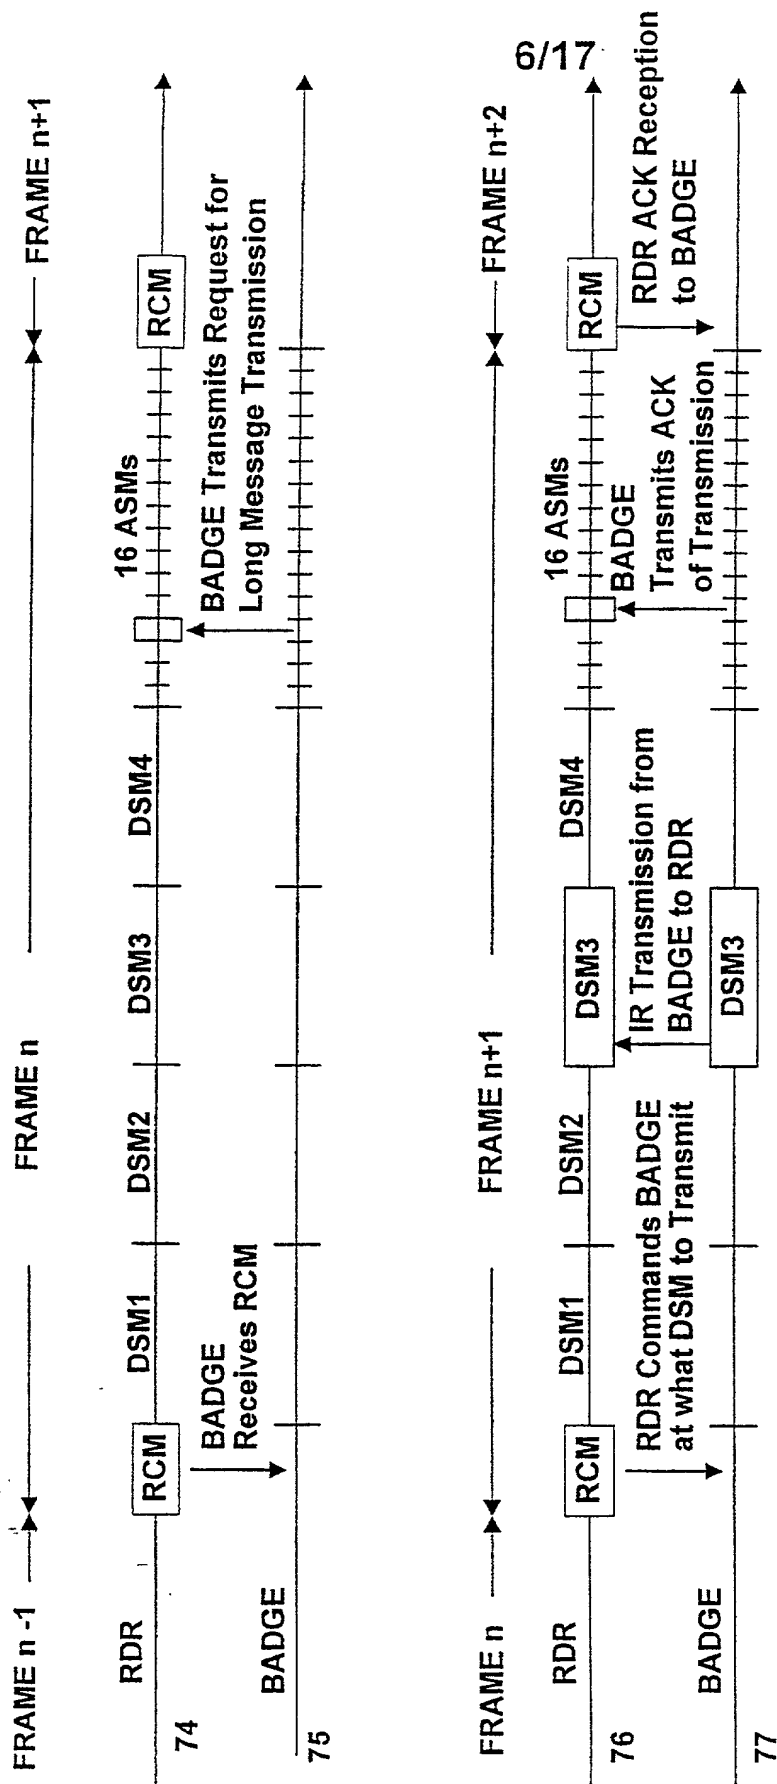 6/17
FRAME n -1
FRAME n
FRAME n+1
RDR
RCM
DSM1
DSM2
DSM3
DSM4
16 ASMs
RCM
74
BADGE
Receives RCM
BADGE Transmits Request for
Long Message Transmission
BADGE
75
FRAME n
FRAME n+1
FRAME n+2
RDR
RCM
DSM1
DSM2
DSM3
DSM4
16 ASMs
RCM
76
RDR Commands BADGE
at what DSM to Transmit
IR Transmission from
BADGE to RDR
BADGE
Transmits ACK
of Transmission
RDR ACK Reception
to BADGE
BADGE
DSM3
77